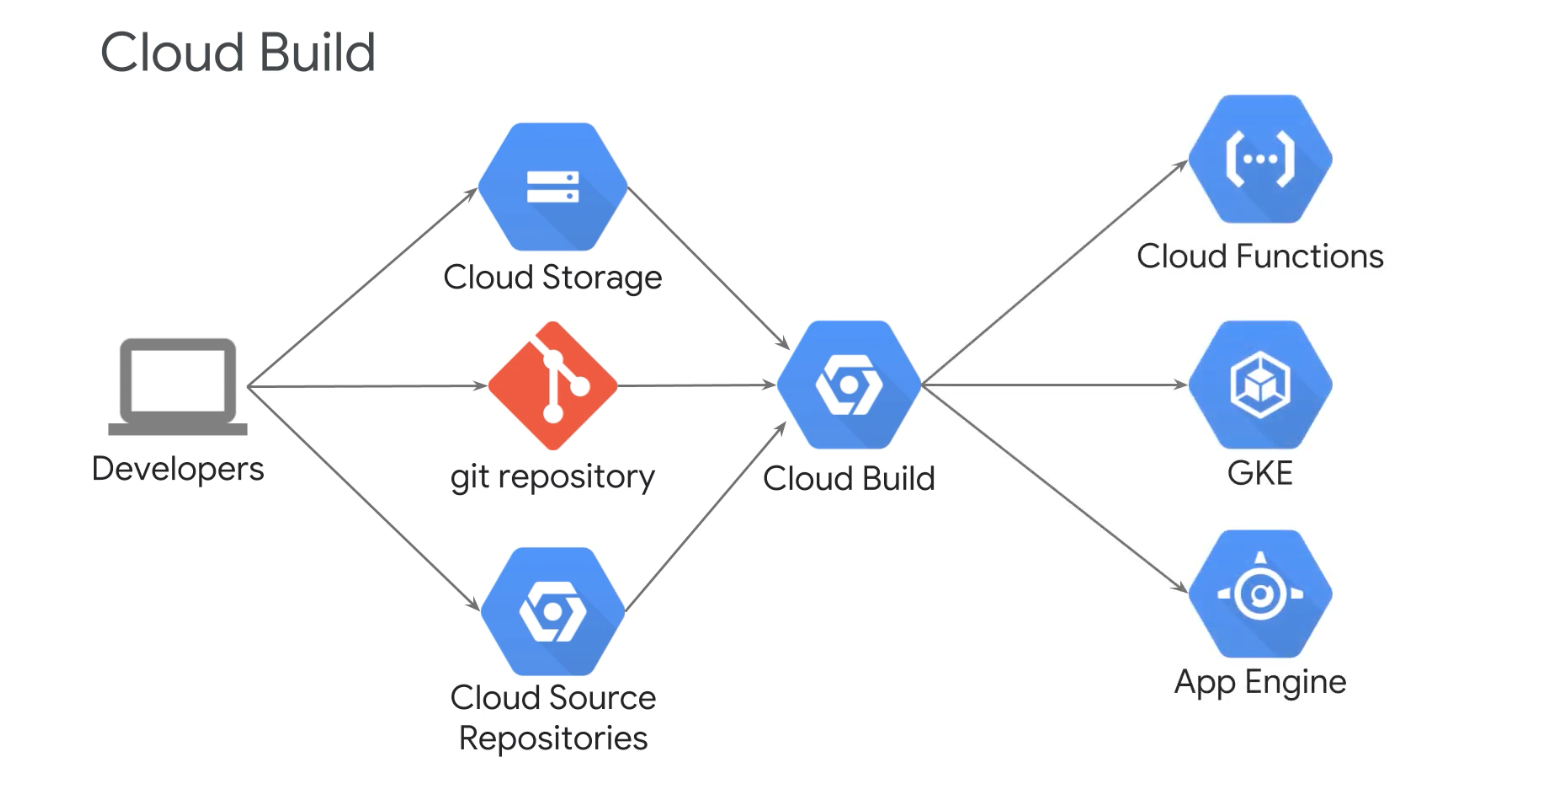 Cloud Build
Cloud Storage
Cloud Functions
Developers
git repository
Cloud Build
GKE
Cloud Source
Repositories
App Engine